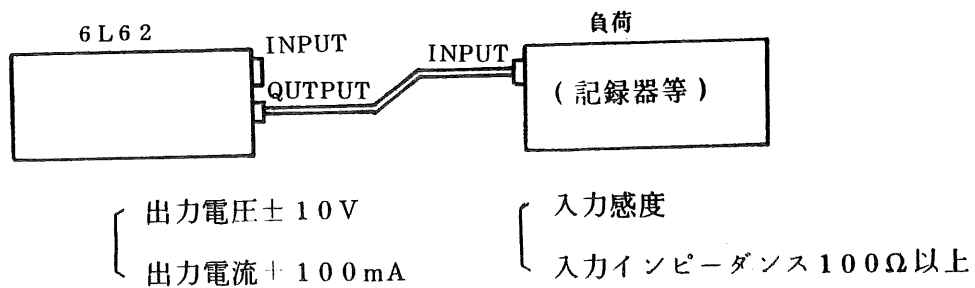 6L62
負荷
INPUT
INPUT
QUTPUT
(記録器等)
出力電圧±10V
入力感度
出力電流+100mA
入力インピーダンス100Ω以上